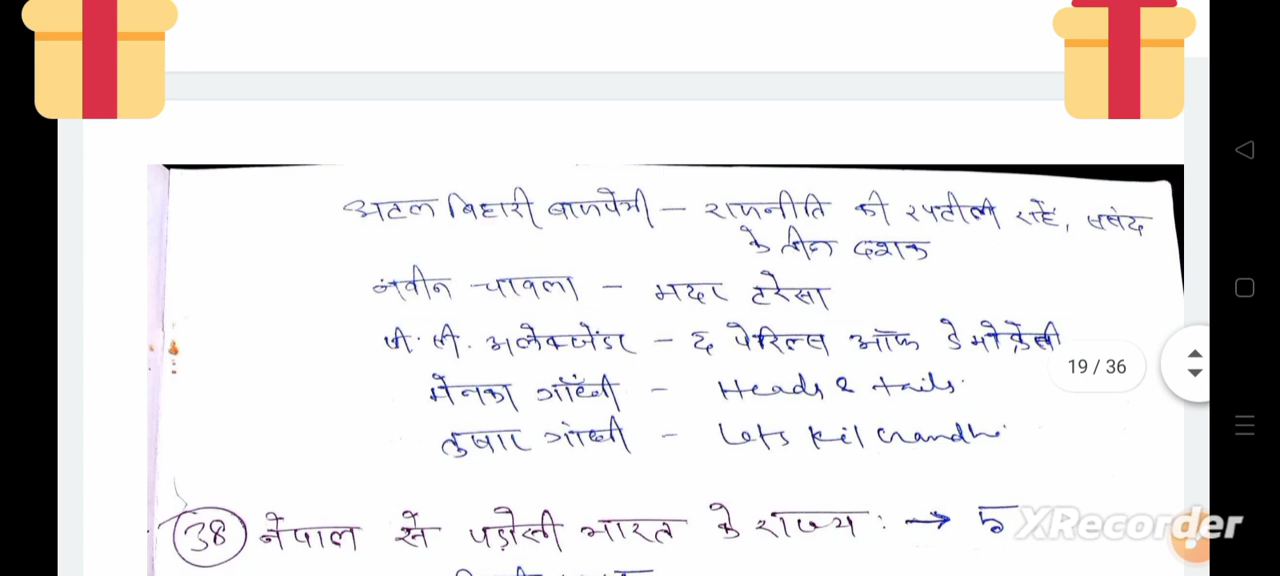 अटल बिहारी वाजपेयी – राजनीति की रपटीली राहें, संसद
के तीन दशक
नवीन चावला – मदर टेरेसा
पी. सी. अलेक्जेंडर – द पेरिल्स ऑफ डेमोक्रेसी
मेनका गाँधी – Heads & tails.
19 / 36
तुषार गाँधी – Lets kil Gandhi.
38 नेपाल से पड़ोसी भारत के राज्य : → 5
XRecorder